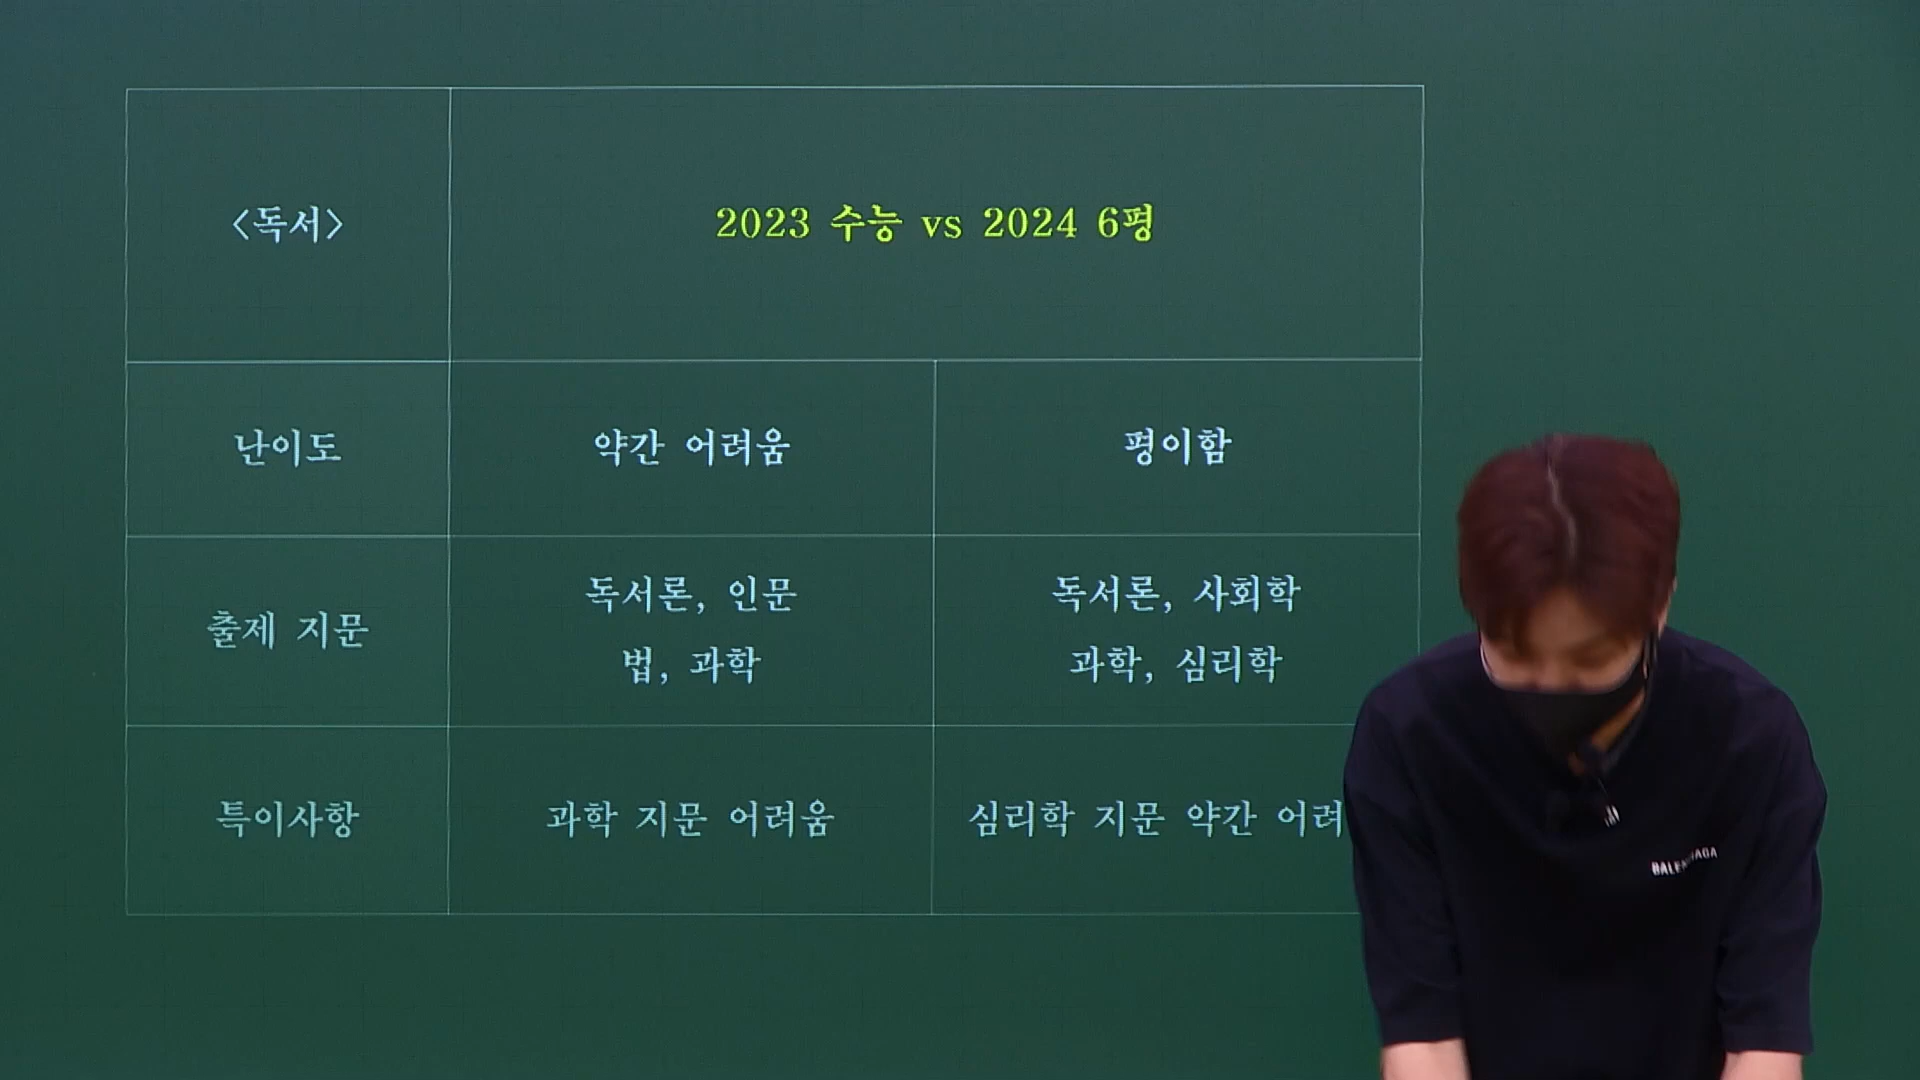 <독서>
2023 수능 vs 2024 6평
난이도
약간 어려움
평이함
출제 지문
독서론, 인문
법, 과학
독서론, 사회학
과학, 심리학
특이사항
과학 지문 어려움
심리학 지문 약간